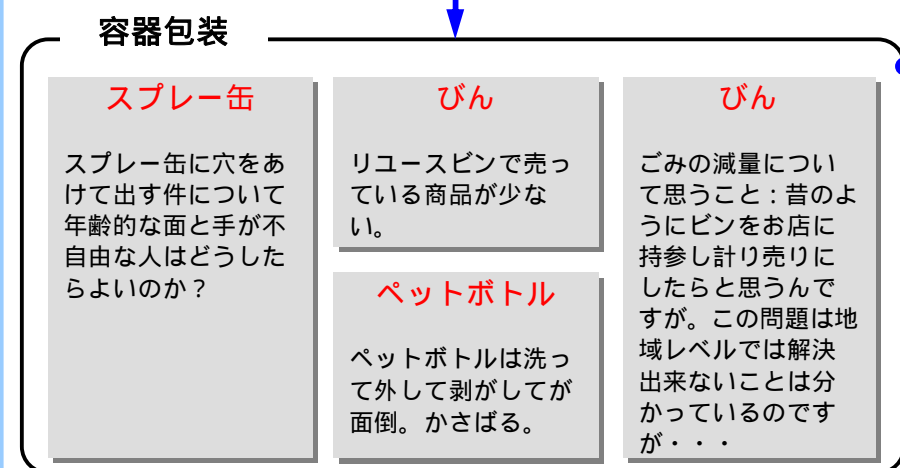 容器包装
スプレー缶
スプレー缶に穴をあ
けて出す件について
年齢的な面と手が不
自由な人はどうした
らよいのか?
びん
リユースビンで売っ
ている商品が少な
い。
ペットボトル
ペットボトルは洗っ
て外して剥がしてが
面倒。かさばる。
びん
ごみの減量につい
て思うこと:昔のよ
うにビンをお店に
持参し計り売りに
したらと思うんで
すが。この問題は地
域レベルでは解決
出来ないことは分
かっているのです
が・・・